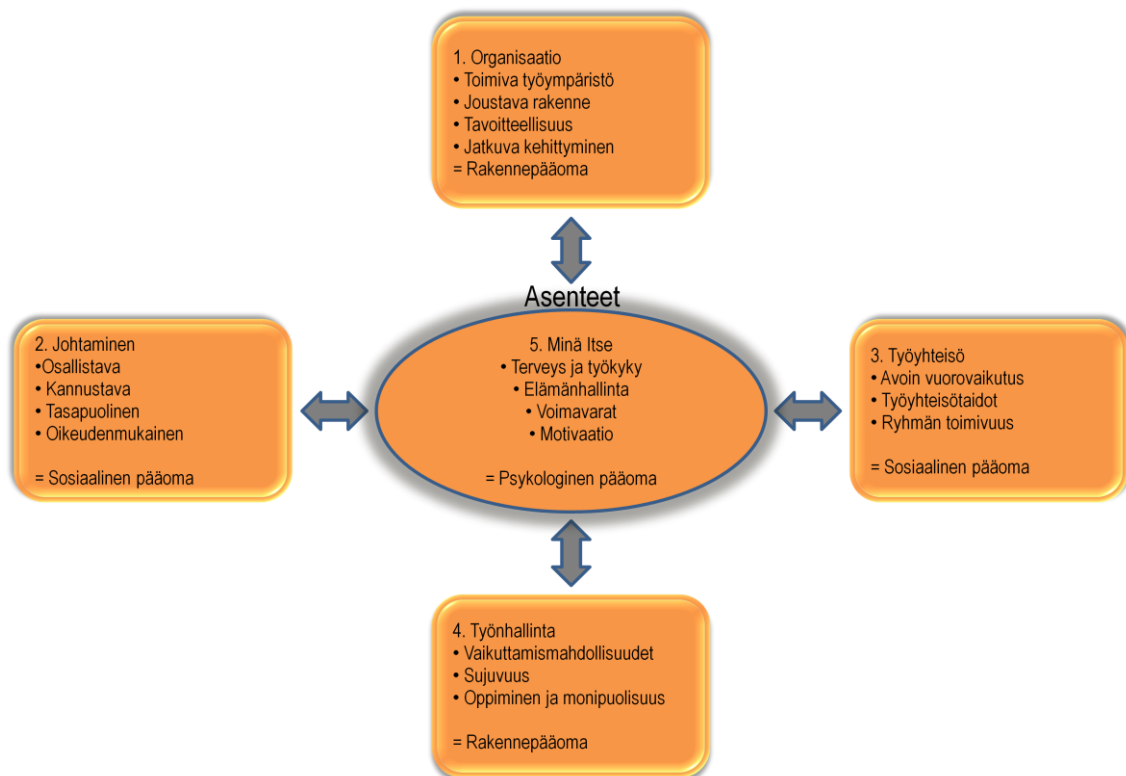 1. Organisaatio
• Toimiva työympäristö
• Joustava rakenne
• Tavoitteellisuus
• Jatkuva kehittyminen
= Rakennepääoma
Asenteet
2. Johtaminen
•Osallistava
• Kannustava
• Tasapuolinen
• Oikeudenmukainen
= Sosiaalinen pääoma
5. Minä Itse
• Terveys ja työkyky
• Elämänhallinta
• Voimavarat
• Motivaatio
= Psykologinen pääoma
3. Työyhteisö
• Avoin vuorovaikutus
• Työyhteisötaidot
• Ryhmän toimivuus
= Sosiaalinen pääoma
4. Työnhallinta
• Vaikuttamismahdollisuudet
• Sujuvuus
• Oppiminen ja monipuolisuus
= Rakennepääoma